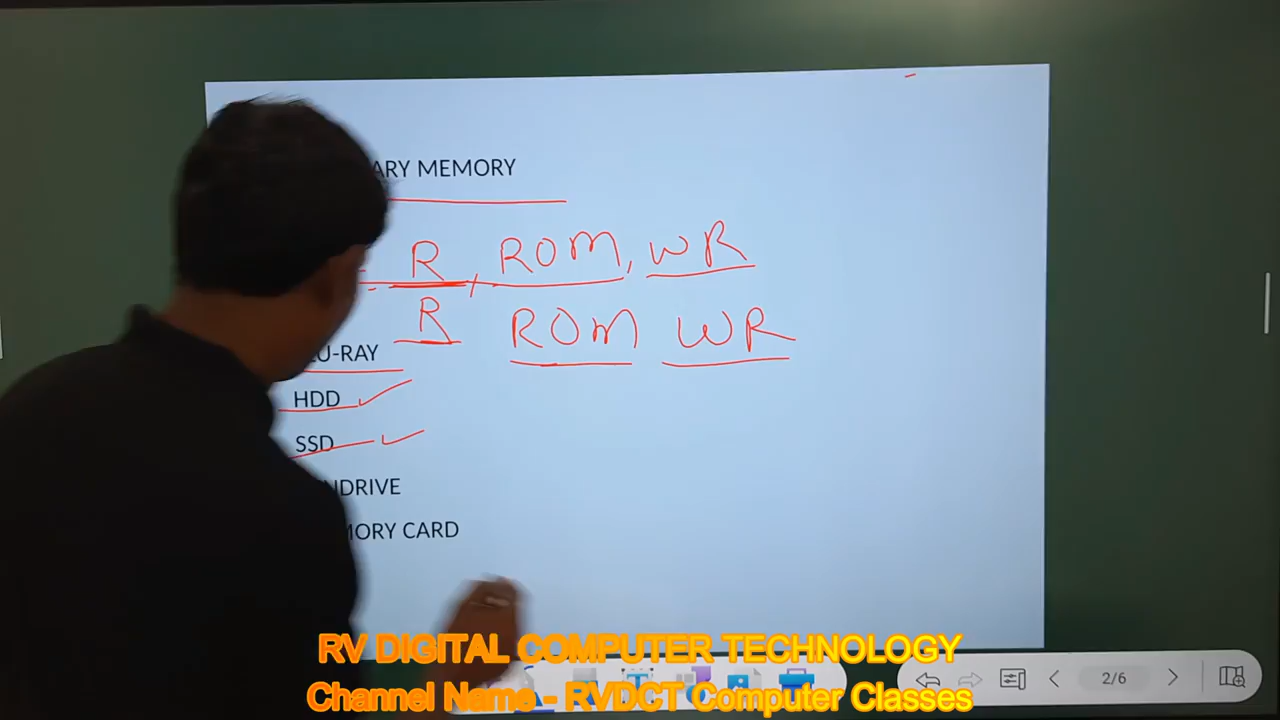 ARY MEMORY
R, ROM, WR
R ROM WR
U-RAY
HDD
SSD
NDRIVE
MORY CARD
RV DIGITAL COMPUTER TECHNOLOGY
2/6
Channel Name - RVDCT Computer Classes